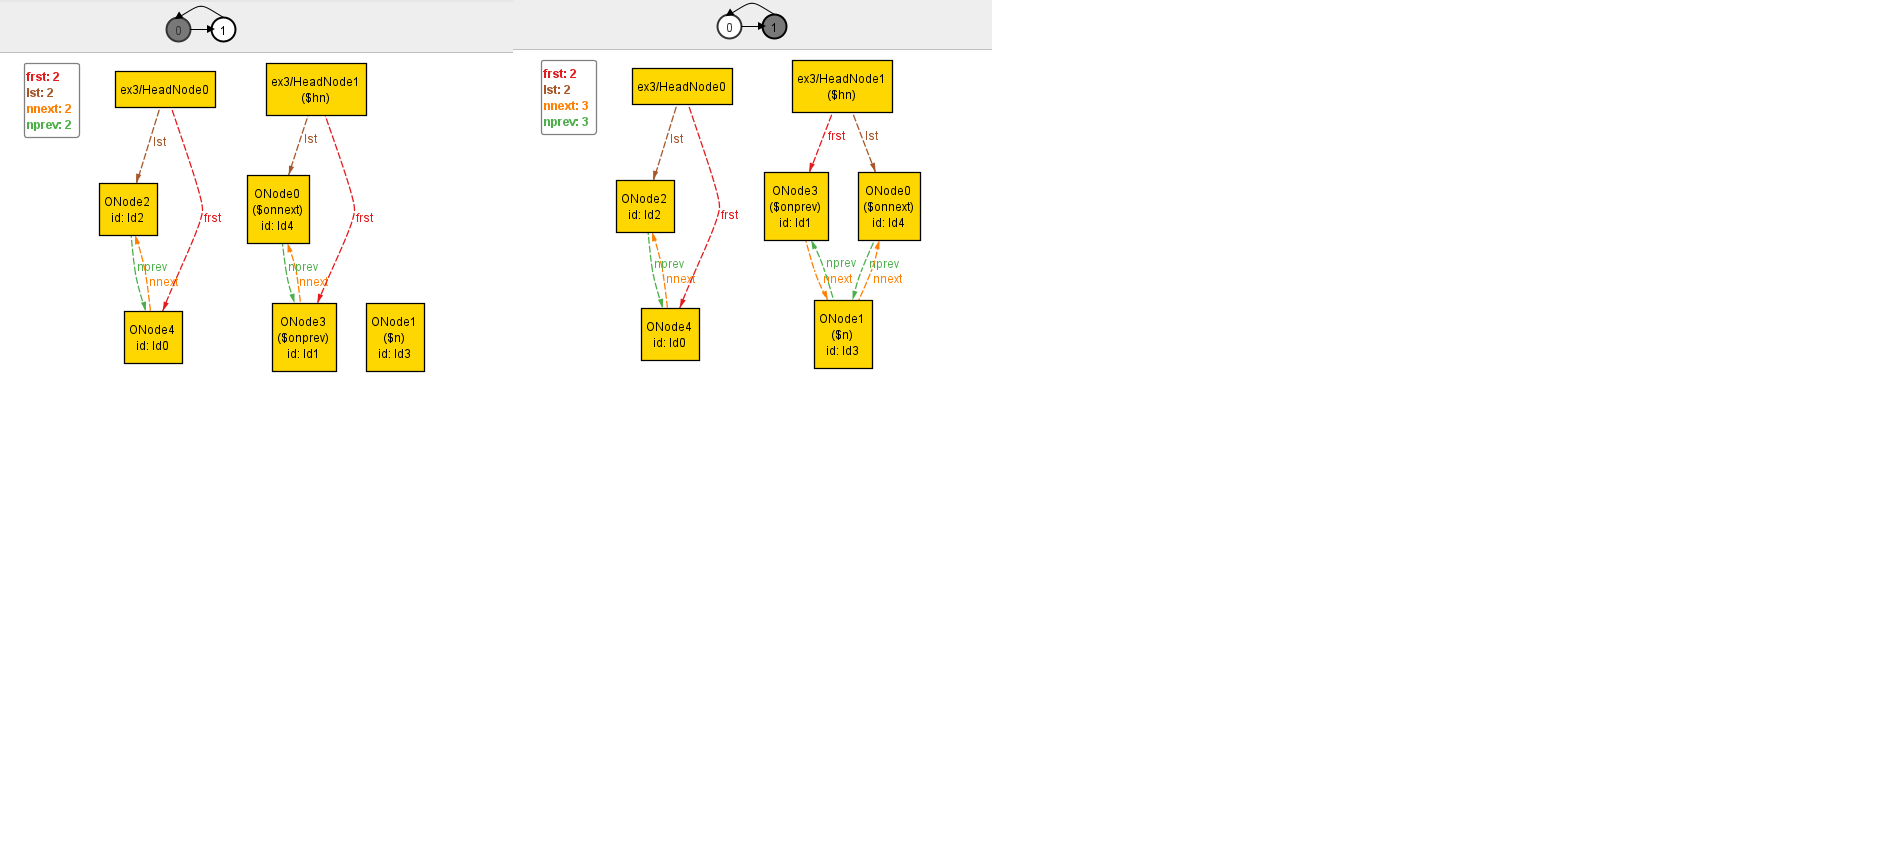 0
1
frst: 2
lst: 2
nnext: 2
nprev: 2
ex3/HeadNode0
ex3/HeadNode1
($hn)
lst
lst
ONode2
id: Id2
ONode0
($onnext)
id: Id4
frst
frst
nprev
nnext
nprev
nnext
ONode4
id: Id0
ONode3
($onprev)
id: Id1
ONode1
($n)
id: Id3
0
1
frst: 2
lst: 2
nnext: 3
nprev: 3
ex3/HeadNode0
ex3/HeadNode1
($hn)
lst
frst
lst
ONode2
id: Id2
ONode3
($onprev)
id: Id1
ONode0
($onnext)
id: Id4
frst
nprev
nnext
nprev
nnext
nprev
nnext
ONode4
id: Id0
ONode1
($n)
id: Id3